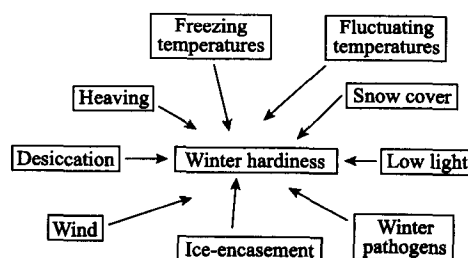 Freezing
temperatures
Fluctuating
temperatures
Heaving
Snow cover
Desiccation
Winter hardiness
Low light
Wind
Ice-encasement
Winter
pathogens